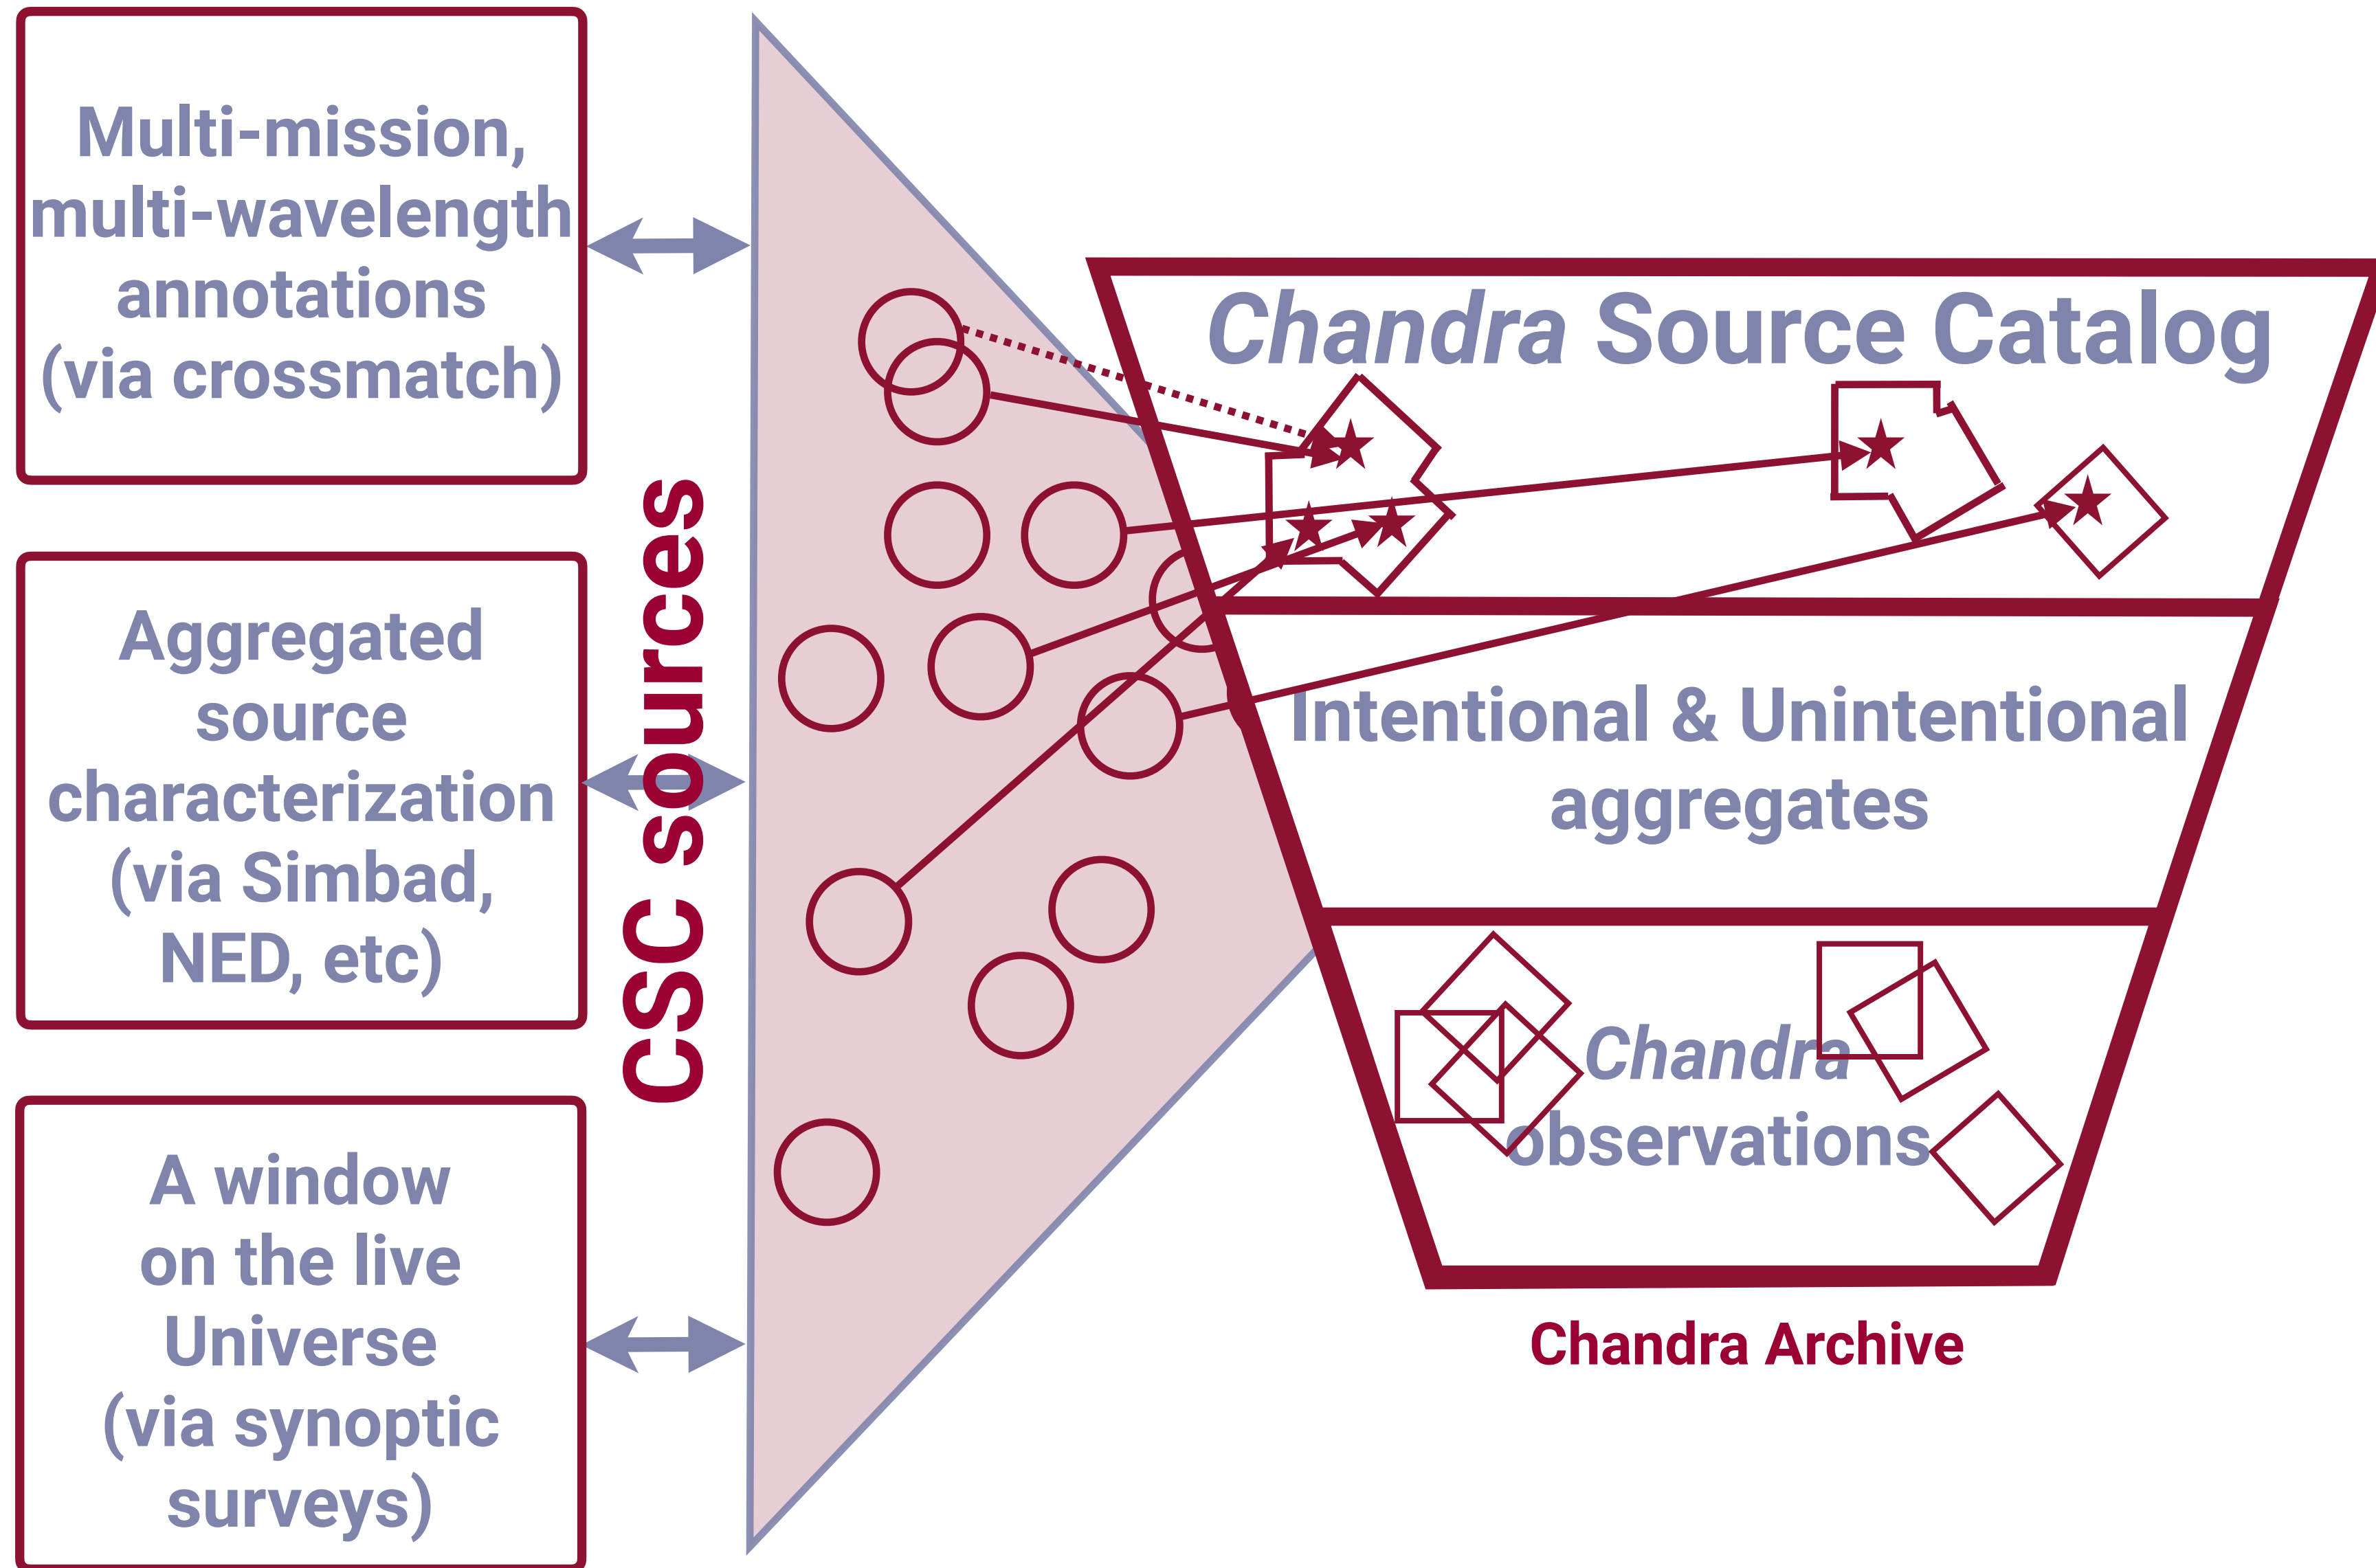 Multi-mission,
multi-wavelength
annotations
(via crossmatch)
Aggregated
source
characterization
(via Simbad,
NED, etc)
A window
on the live
Universe
(via synoptic
surveys)
CSC sources
Chandra Source Catalog
Intentional & Unintentional
aggregates
Chandra
observations
Chandra Archive